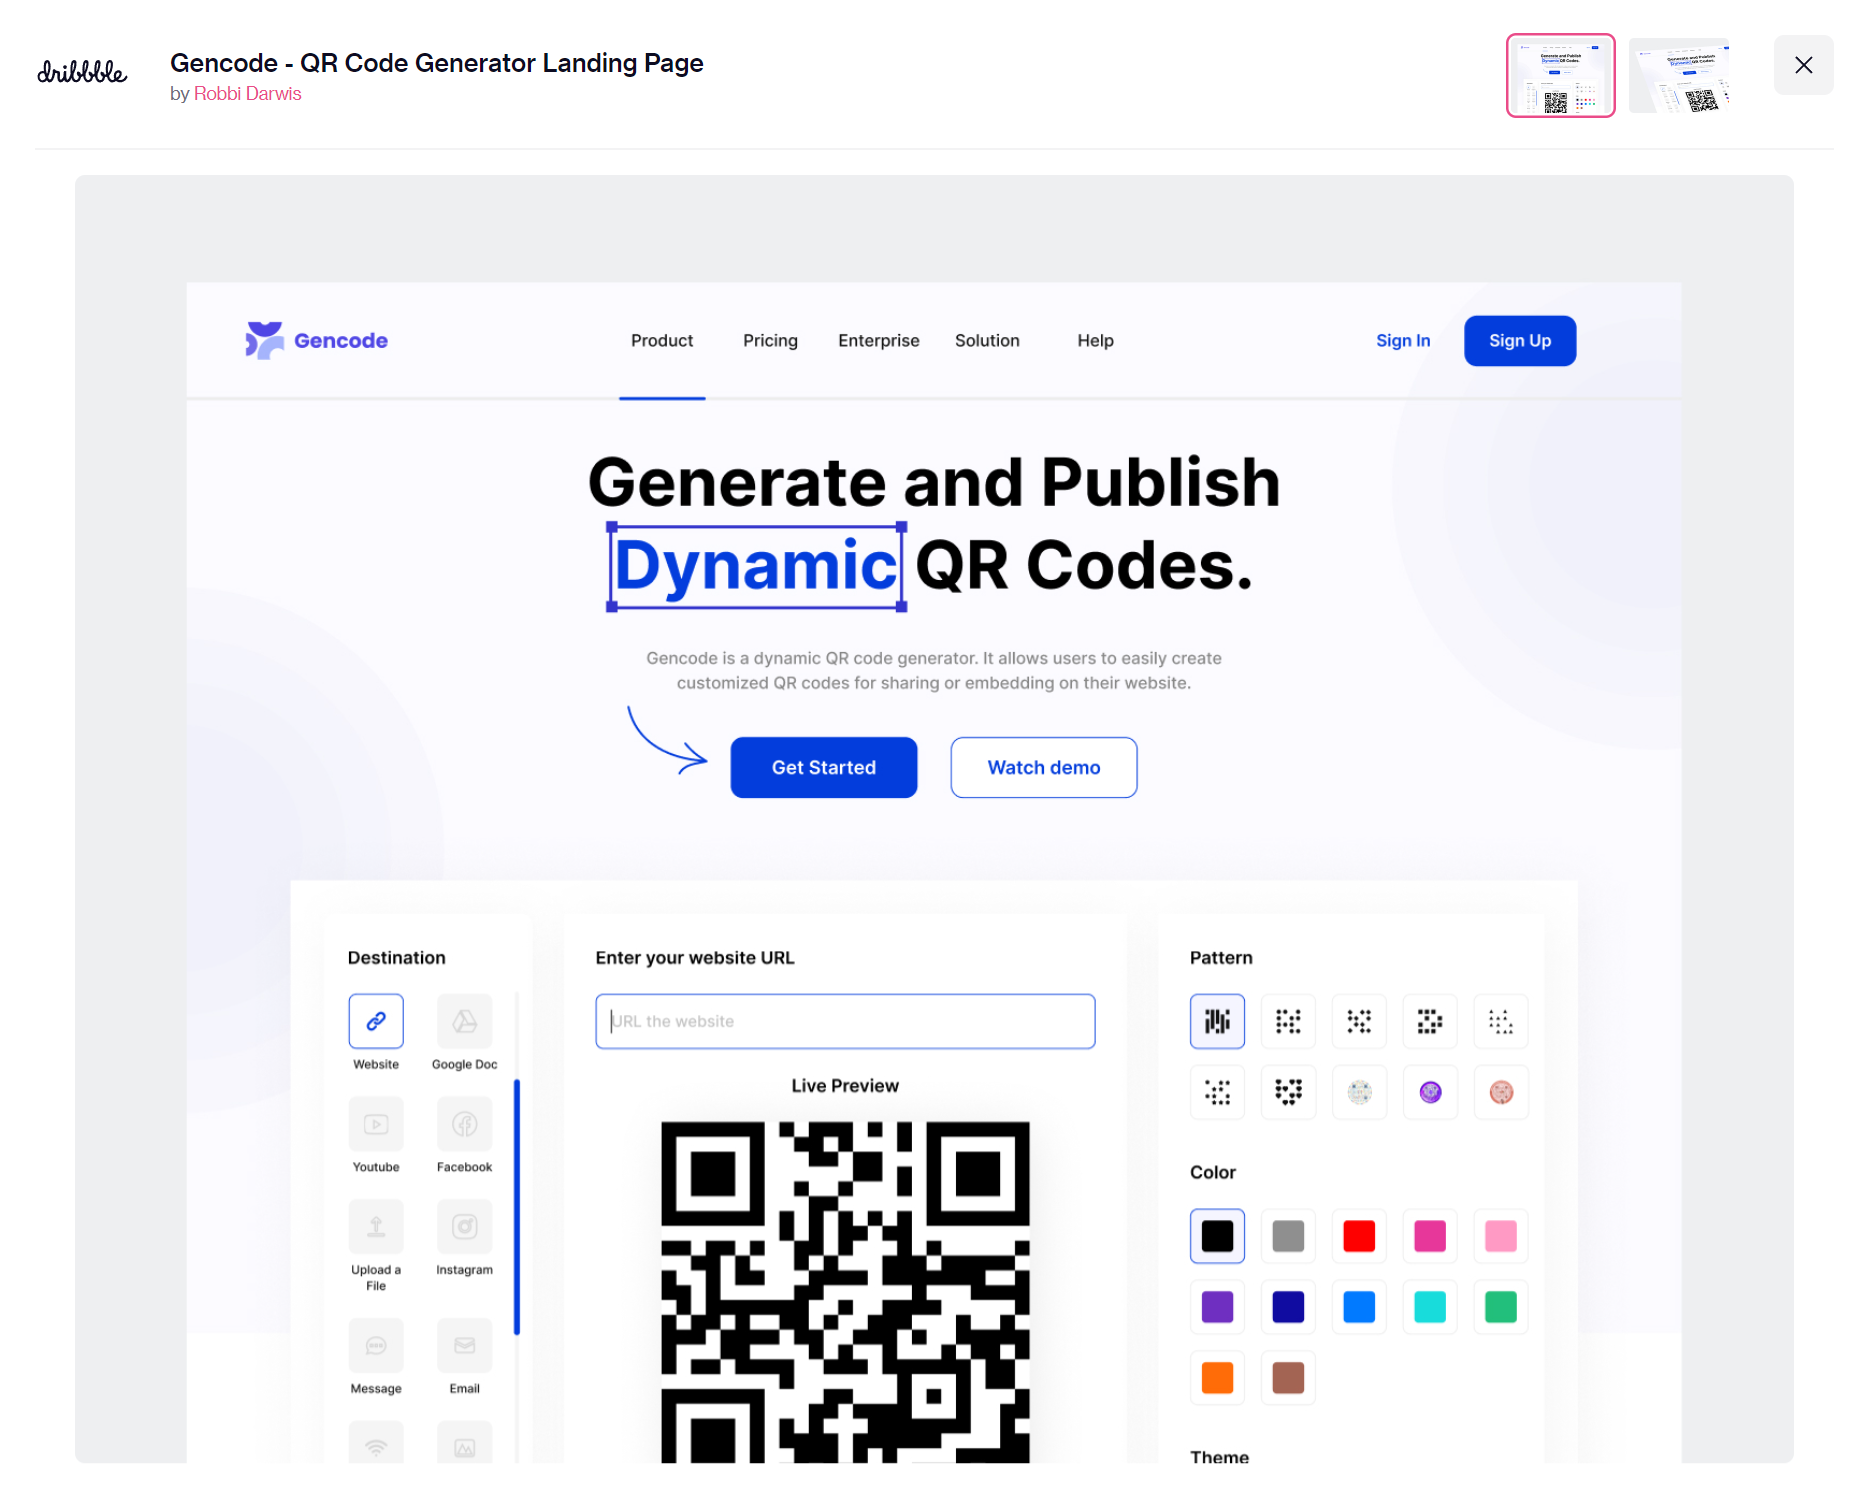 dribbble
Gencode - QR Code Generator Landing Page
by Robbi Darwis
Gencode
Product
Pricing
Enterprise
Solution
Help
Sign In
Sign Up
Generate and Publish
Dynamic QR Codes.
Gencode is a dynamic QR code generator. It allows users to easily create
customized QR codes for sharing or embedding on their website.
Get Started
Watch demo
Destination
Website
Google Doc
Youtube
Facebook
Upload a
File
Instagram
Message
Email
Enter your website URL
URL the website
Live Preview
Pattern
Color
Theme